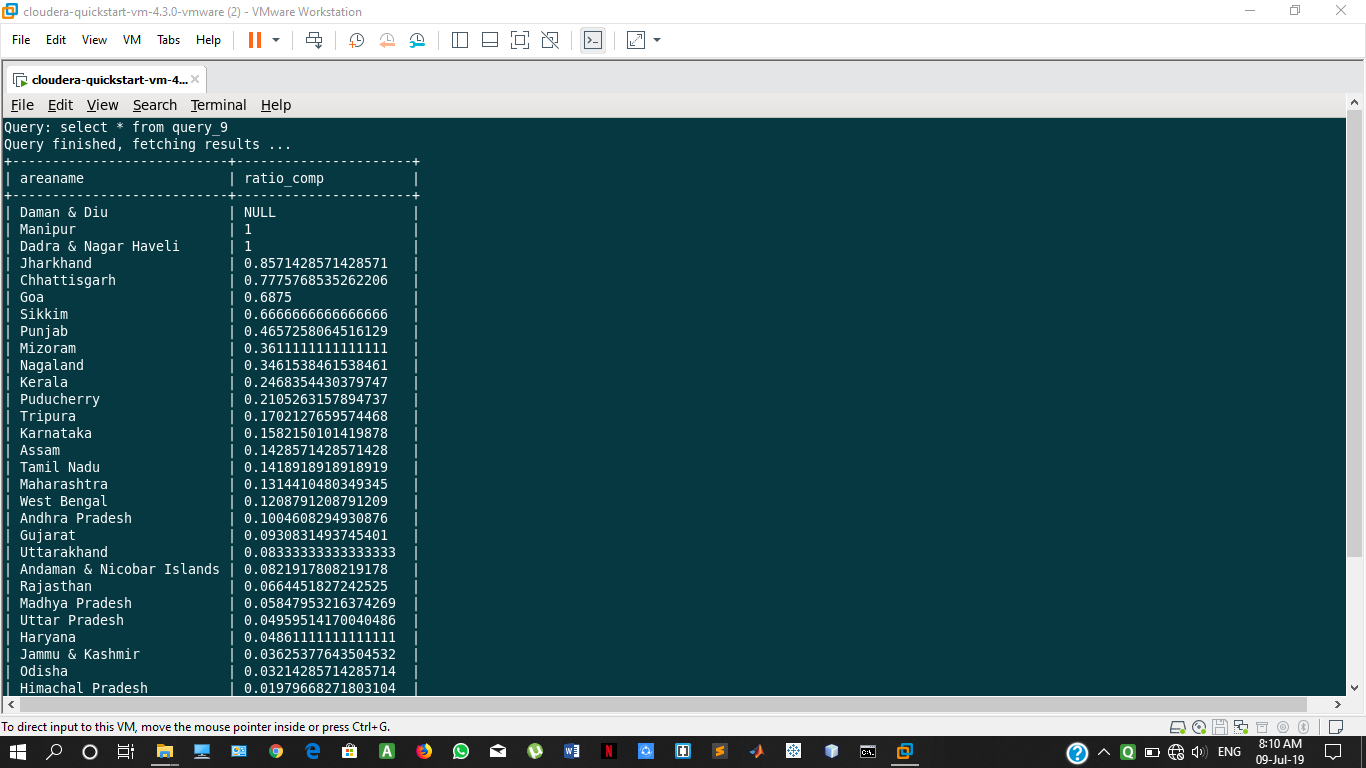 cloudera-quickstart-vm-4.3.0-vmware (2) - VMware Workstation
File Edit View VM Tabs Help
cloudera-quickstart-vm-4...
File Edit View Search Terminal Help
Query: select * from query_9
Query finished, fetching results ...
+---------------------------+----------------------+
| areaname | ratio_comp |
+---------------------------+----------------------+
| Daman & Diu | NULL |
| Manipur | 1 |
| Dadra & Nagar Haveli | 1 |
| Jharkhand | 0.8571428571428571 |
| Chhattisgarh | 0.7775768535262206 |
| Goa | 0.6875 |
| Sikkim | 0.6666666666666666 |
| Punjab | 0.4657258064516129 |
| Mizoram | 0.3611111111111111 |
| Nagaland | 0.3461538461538461 |
| Kerala | 0.2468354430379747 |
| Puducherry | 0.2105263157894737 |
| Tripura | 0.1702127659574468 |
| Karnataka | 0.1582150101419878 |
| Assam | 0.1428571428571428 |
| Tamil Nadu | 0.1418918918918919 |
| Maharashtra | 0.1314410480349345 |
| West Bengal | 0.1208791208791209 |
| Andhra Pradesh | 0.1004608294930876 |
| Gujarat | 0.0930831493745401 |
| Uttarakhand | 0.08333333333333333 |
| Andaman & Nicobar Islands | 0.0821917808219178 |
| Rajasthan | 0.0664451827242525 |
| Madhya Pradesh | 0.05847953216374269 |
| Uttar Pradesh | 0.04959514170040486 |
| Haryana | 0.04861111111111111 |
| Jammu & Kashmir | 0.03625377643504532 |
| Odisha | 0.03214285714285714 |
| Himachal Pradesh | 0.01979668271803104 |
To direct input to this VM, move the mouse pointer inside or press Ctrl+G.
ENG
8:10 AM
09-Jul-19